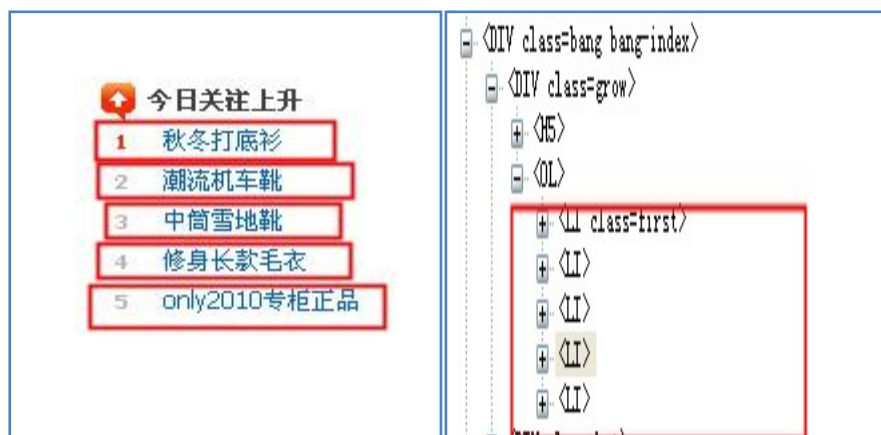 今日关注上升
1 秋冬打底衫
2 潮流机车靴
3 中筒雪地靴
4 修身长款毛衣
5 only2010专柜正品
<DIV class=bang bang-index>
<DIV class=grow>
<H5>
<OL>
<LI class=first>
<LI>
<LI>
<LI>
<LI>